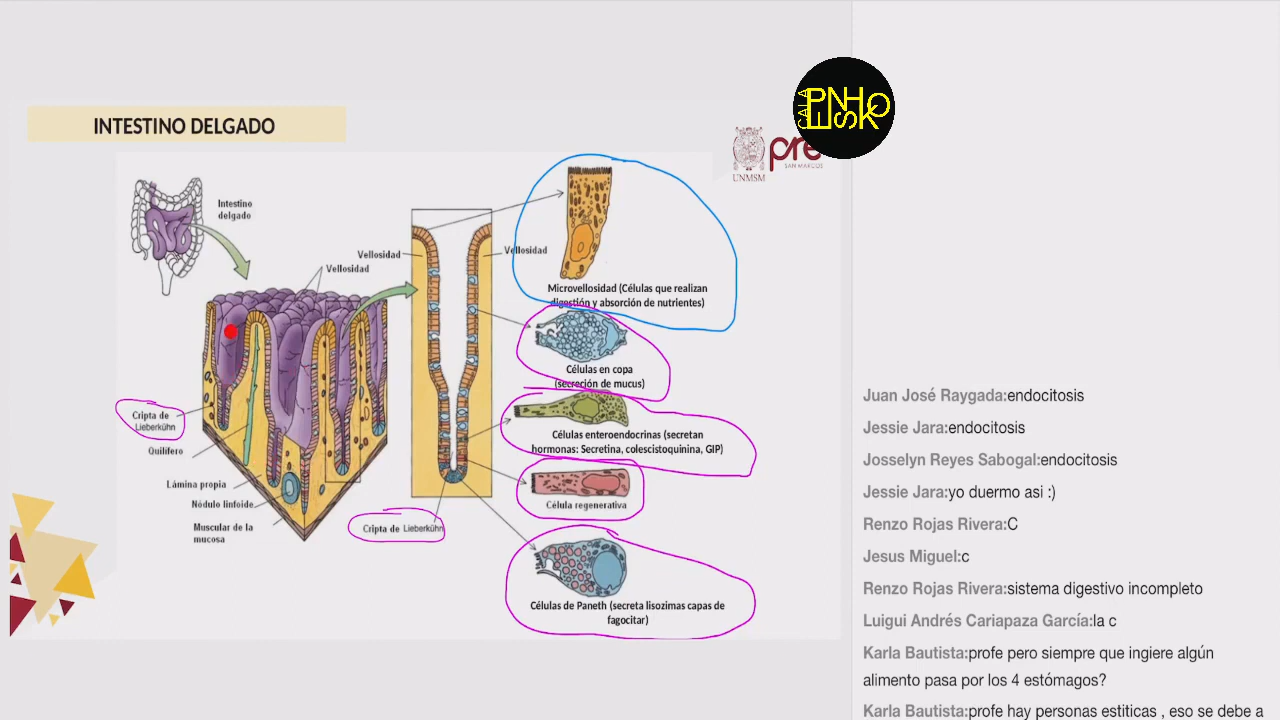 INTESTINO DELGADO
CALA
PNHO
ESK
pre
SAN MARCOS
UNMSM
Intestino
delgado
Vellosidad
Vellosidad
Vellosidad
Microvellosidad (Células que realizan
digestión y absorción de nutrientes)
Células en copa
(secreción de mucus)
Cripta de
Lieberkühn
Quilífero
Células enteroendocrinas (secretan
hormonas: Secretina, colescistoquinina, GIP)
Lámina propia
Nódulo linfoide
Célula regenerativa
Muscular de la
mucosa
Cripta de Lieberkühn
Células de Paneth (secreta lisozimas capas de
fagocitar)
Juan José Raygada:endocitosis
Jessie Jara:endocitosis
Josselyn Reyes Sabogal:endocitosis
Jessie Jara:yo duermo asi :)
Renzo Rojas Rivera:C
Jesus Miguel:c
Renzo Rojas Rivera:sistema digestivo incompleto
Luigui Andrés Cariapaza García:la c
Karla Bautista:profe pero siempre que ingiere algún
alimento pasa por los 4 estómagos?
Karla Bautista:profe hay personas estiticas , eso se debe a